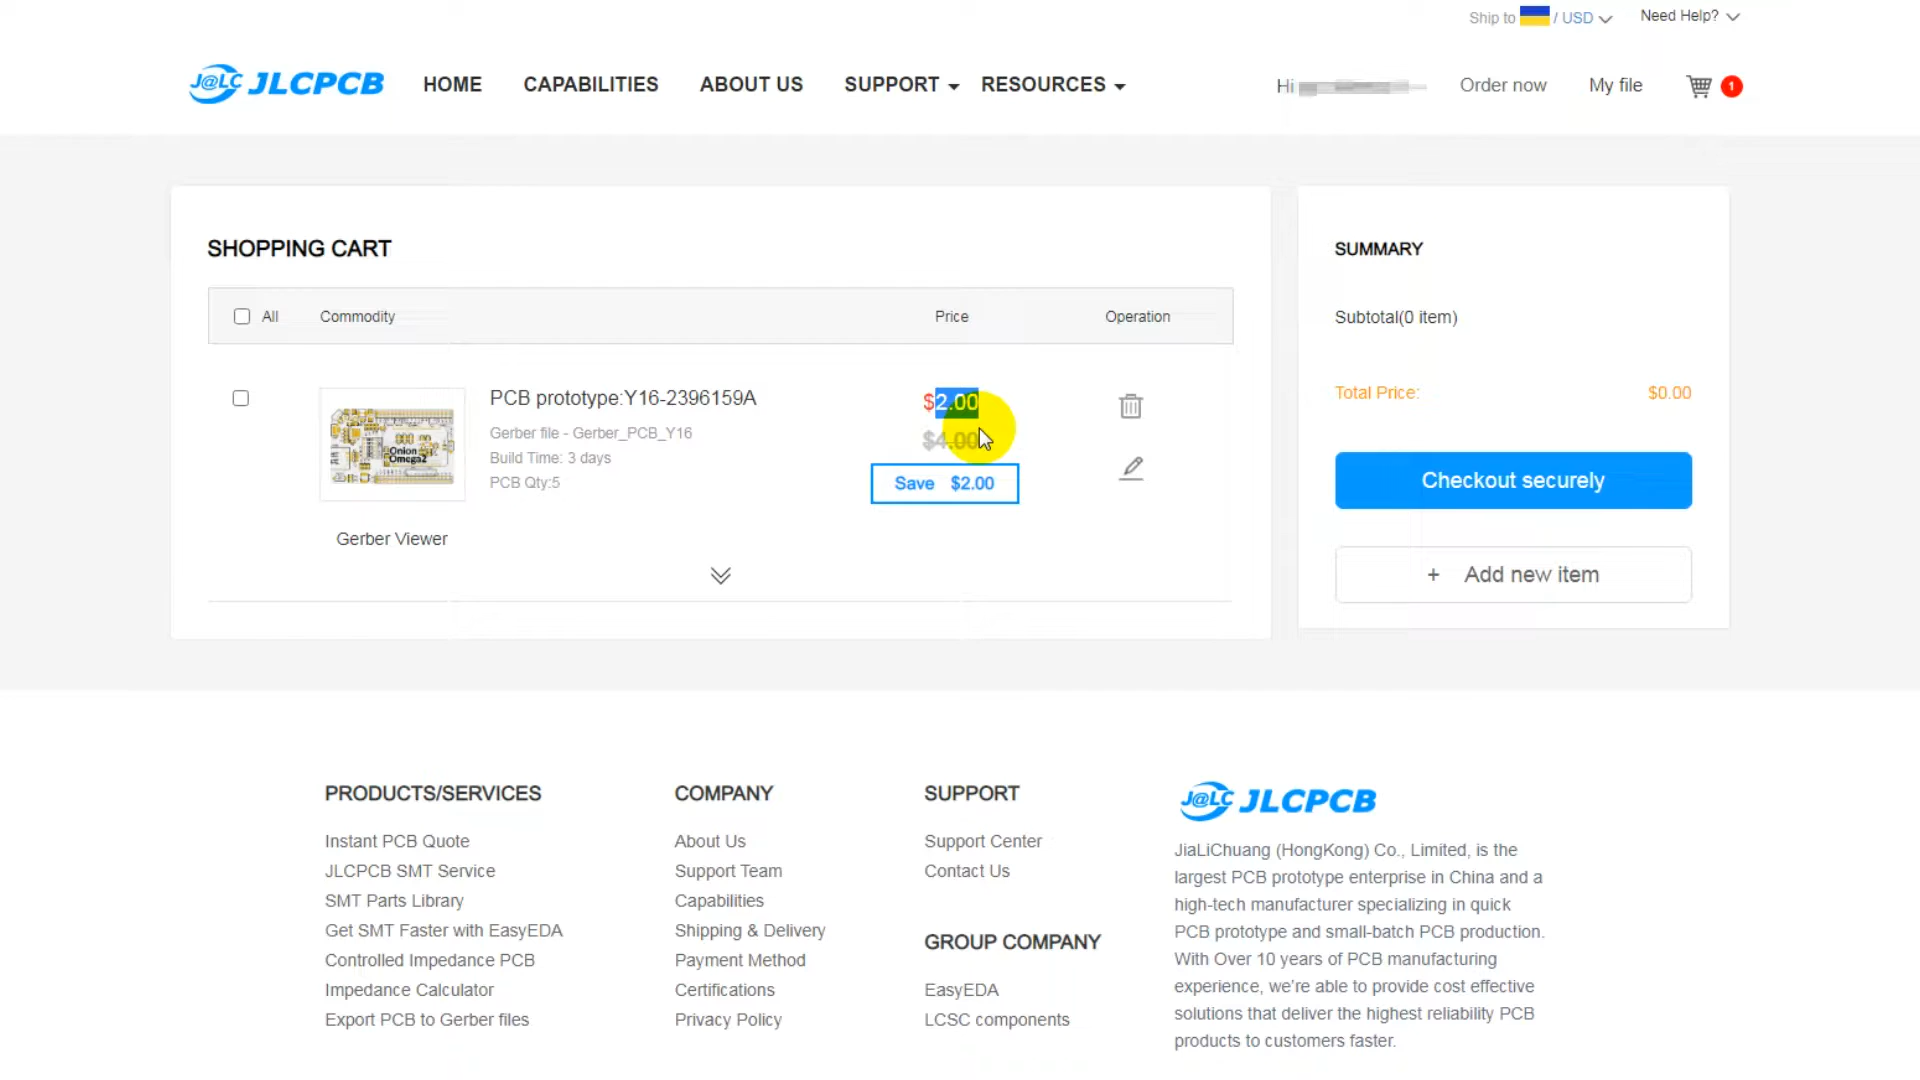 Ship to / USD
Need Help?
J@LC JLCPCB
HOME
CAPABILITIES
ABOUT US
SUPPORT
RESOURCES
Hi
Order now
My file
1
SHOPPING CART
All
Commodity
Price
Operation
PCB prototype:Y16-2396159A
Gerber file - Gerber_PCB_Y16
Build Time: 3 days
PCB Qty:5
Onion
Omega2
Gerber Viewer
$2.00
$4.00
Save $2.00
SUMMARY
Subtotal(0 item)
Total Price:
$0.00
Checkout securely
+ Add new item
PRODUCTS/SERVICES
Instant PCB Quote
JLCPCB SMT Service
SMT Parts Library
Get SMT Faster with EasyEDA
Controlled Impedance PCB
Impedance Calculator
Export PCB to Gerber files
COMPANY
About Us
Support Team
Capabilities
Shipping & Delivery
Payment Method
Certifications
Privacy Policy
SUPPORT
Support Center
Contact Us
GROUP COMPANY
EasyEDA
LCSC components
J@LC JLCPCB
JiaLiChuang (HongKong) Co., Limited, is the
largest PCB prototype enterprise in China and a
high-tech manufacturer specializing in quick
PCB prototype and small-batch PCB production.
With Over 10 years of PCB manufacturing
experience, we’re able to provide cost effective
solutions that deliver the highest reliability PCB
products to customers faster.